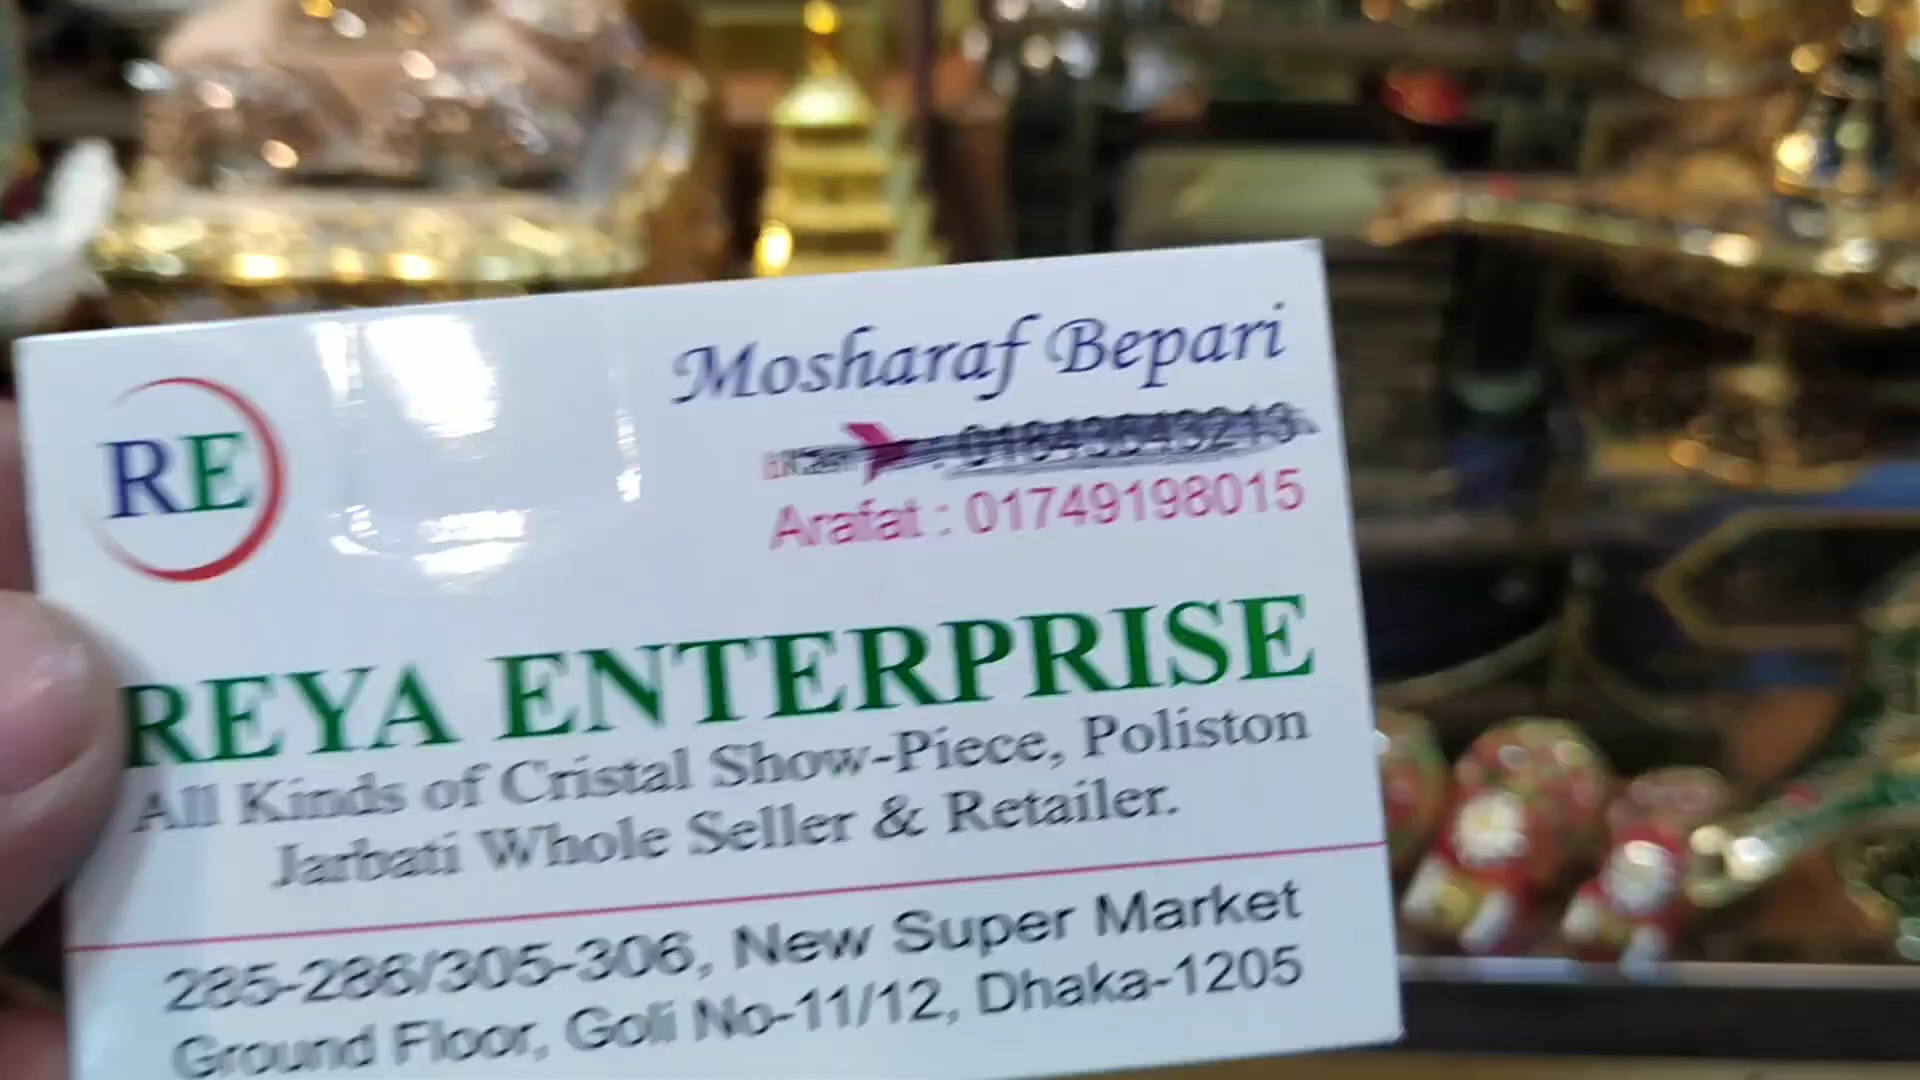 RE
Mosharaf Bepari
Arafat : 01749198015
REYA ENTERPRISE
All Kinds of Cristal Show-Piece, Poliston
Jarbati Whole Seller & Retailer.
285-286/305-306, New Super Market
Ground Floor, Goli No-11/12, Dhaka-1205